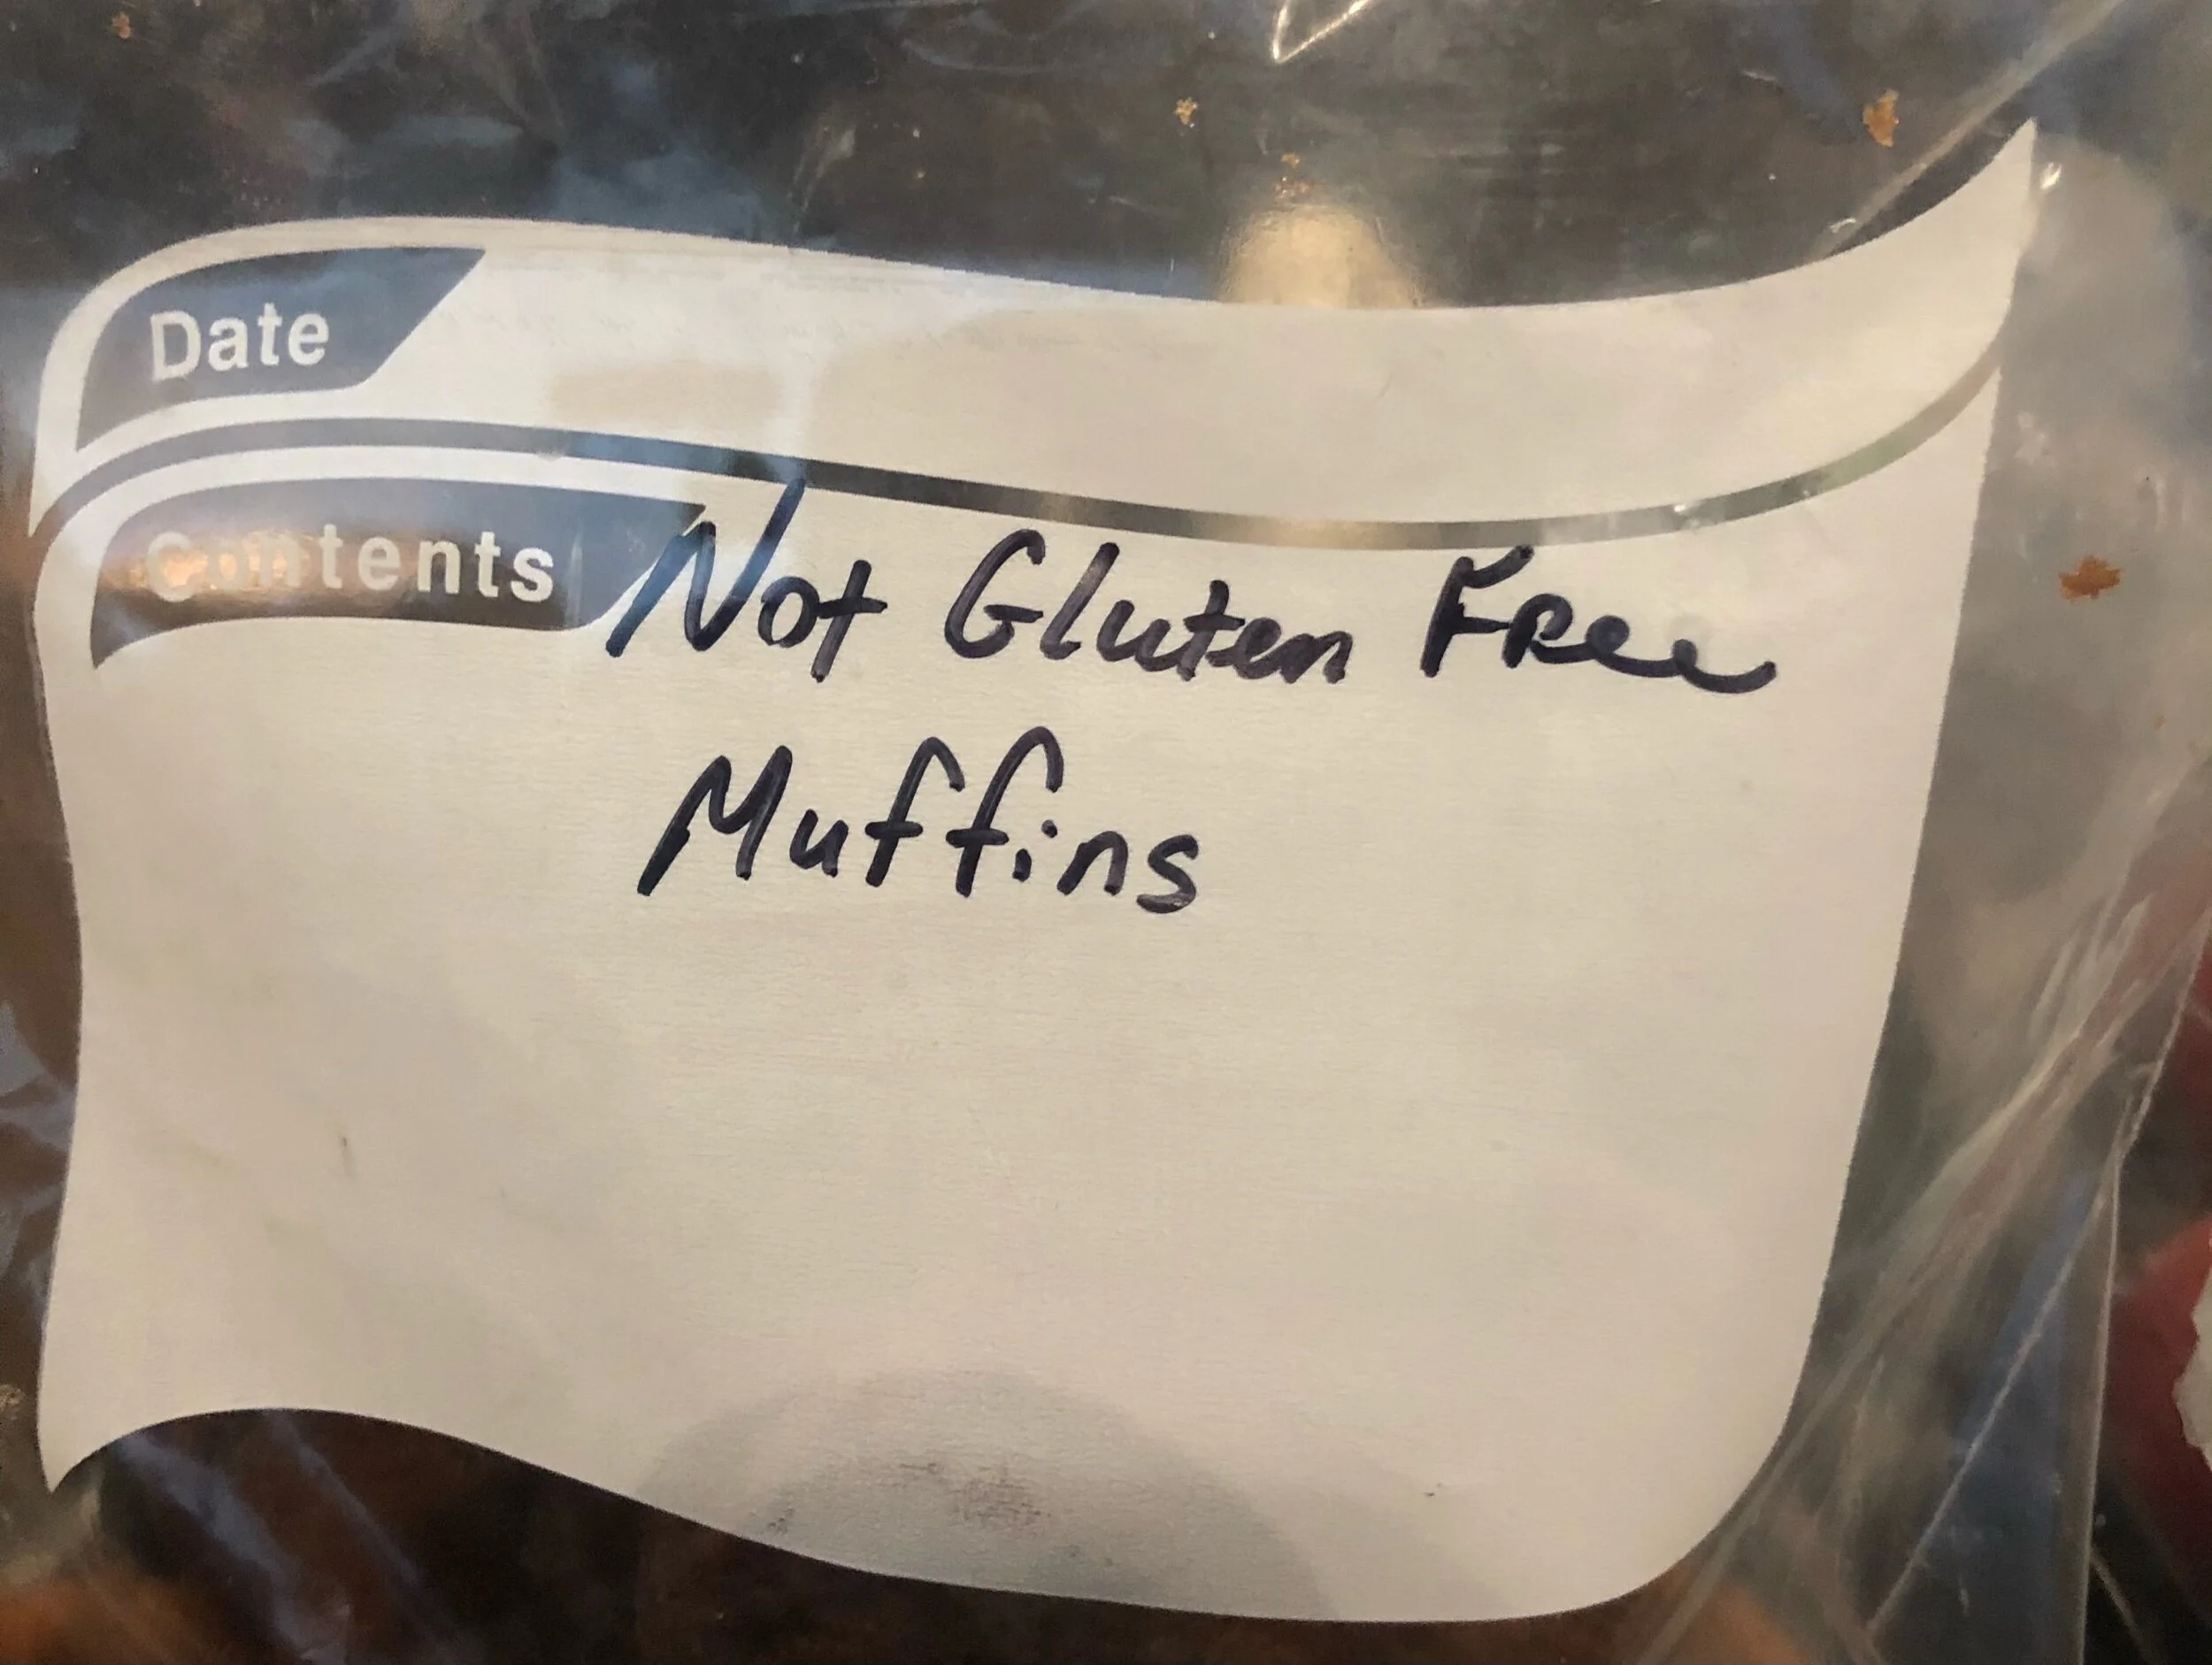 Date
Contents Not Gluten Free
Muffins